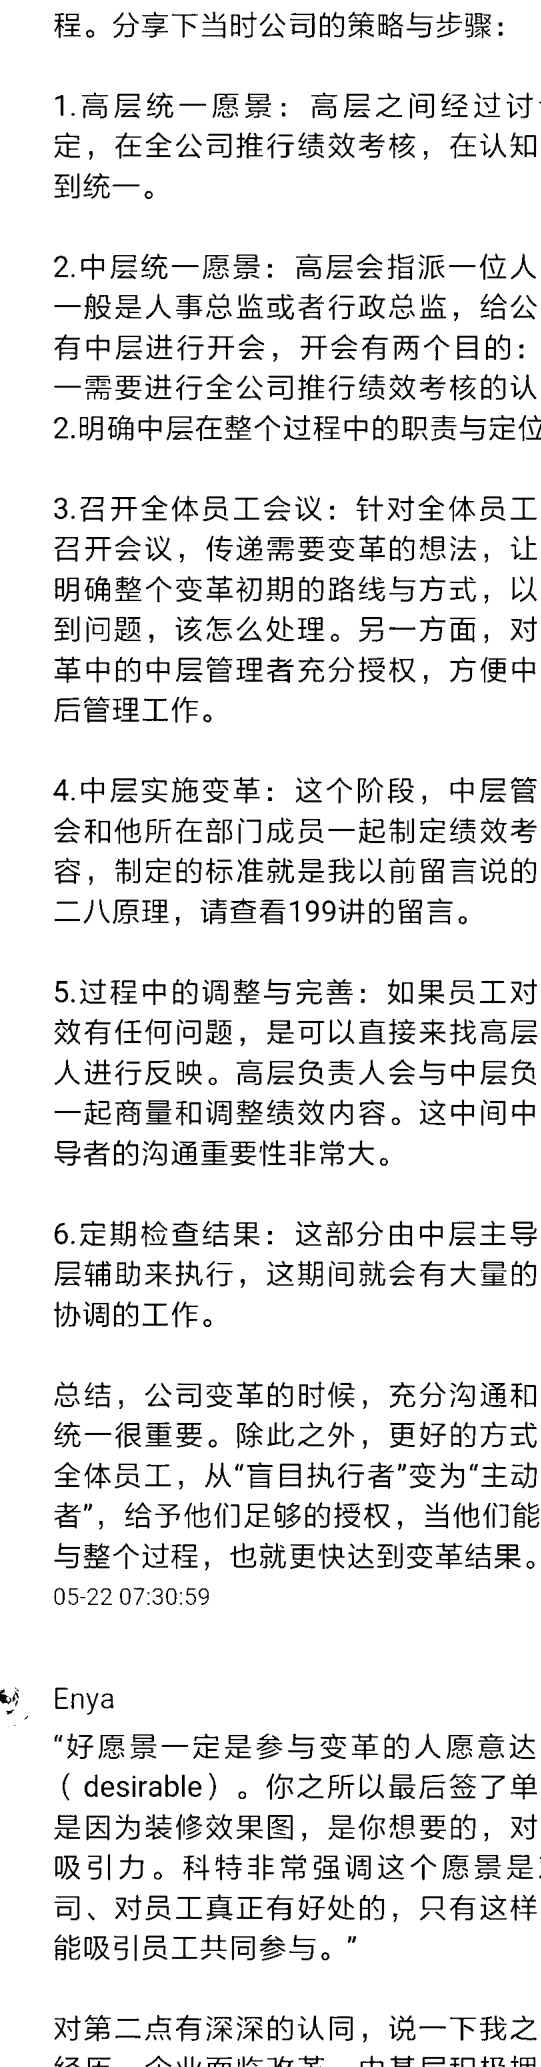 程。分享下当时公司的策略与步骤：
1.高层统一愿景：高层之间经过讨
定，在全公司推行绩效考核，在认知
到统一。
2.中层统一愿景：高层会指派一位人
一般是人事总监或者行政总监，给公
有中层进行开会，开会有两个目的：
一需要进行全公司推行绩效考核的认
2.明确中层在整个过程中的职责与定位
3.召开全体员工会议：针对全体员工
召开会议，传递需要变革的想法，让
明确整个变革初期的路线与方式，以
到问题，该怎么处理。另一方面，对
革中的中层管理者充分授权，方便中
后管理工作。
4.中层实施变革：这个阶段，中层管
会和他所在部门成员一起制定绩效考
容，制定的标准就是我以前留言说的
二八原理，请查看199讲的留言。
5.过程中的调整与完善：如果员工对
效有任何问题，是可以直接来找高层
人进行反映。高层负责人会与中层负
一起商量和调整绩效内容。这中间中
导者的沟通重要性非常大。
6.定期检查结果：这部分由中层主导
层辅助来执行，这期间就会有大量的
协调的工作。
总结，公司变革的时候，充分沟通和
统一很重要。除此之外，更好的方式
全体员工，从“盲目执行者”变为“主动
者”，给予他们足够的授权，当他们能
与整个过程，也就更快达到变革结果。
05-22 07:30:59
Enya
“好愿景一定是参与变革的人愿意达
（desirable）。你之所以最后签了单
是因为装修效果图，是你想要的，对
吸引力。科特非常强调这个愿景是
司、对员工真正有好处的，只有这样
能吸引员工共同参与。”
对第二点有深深的认同，说一下我之